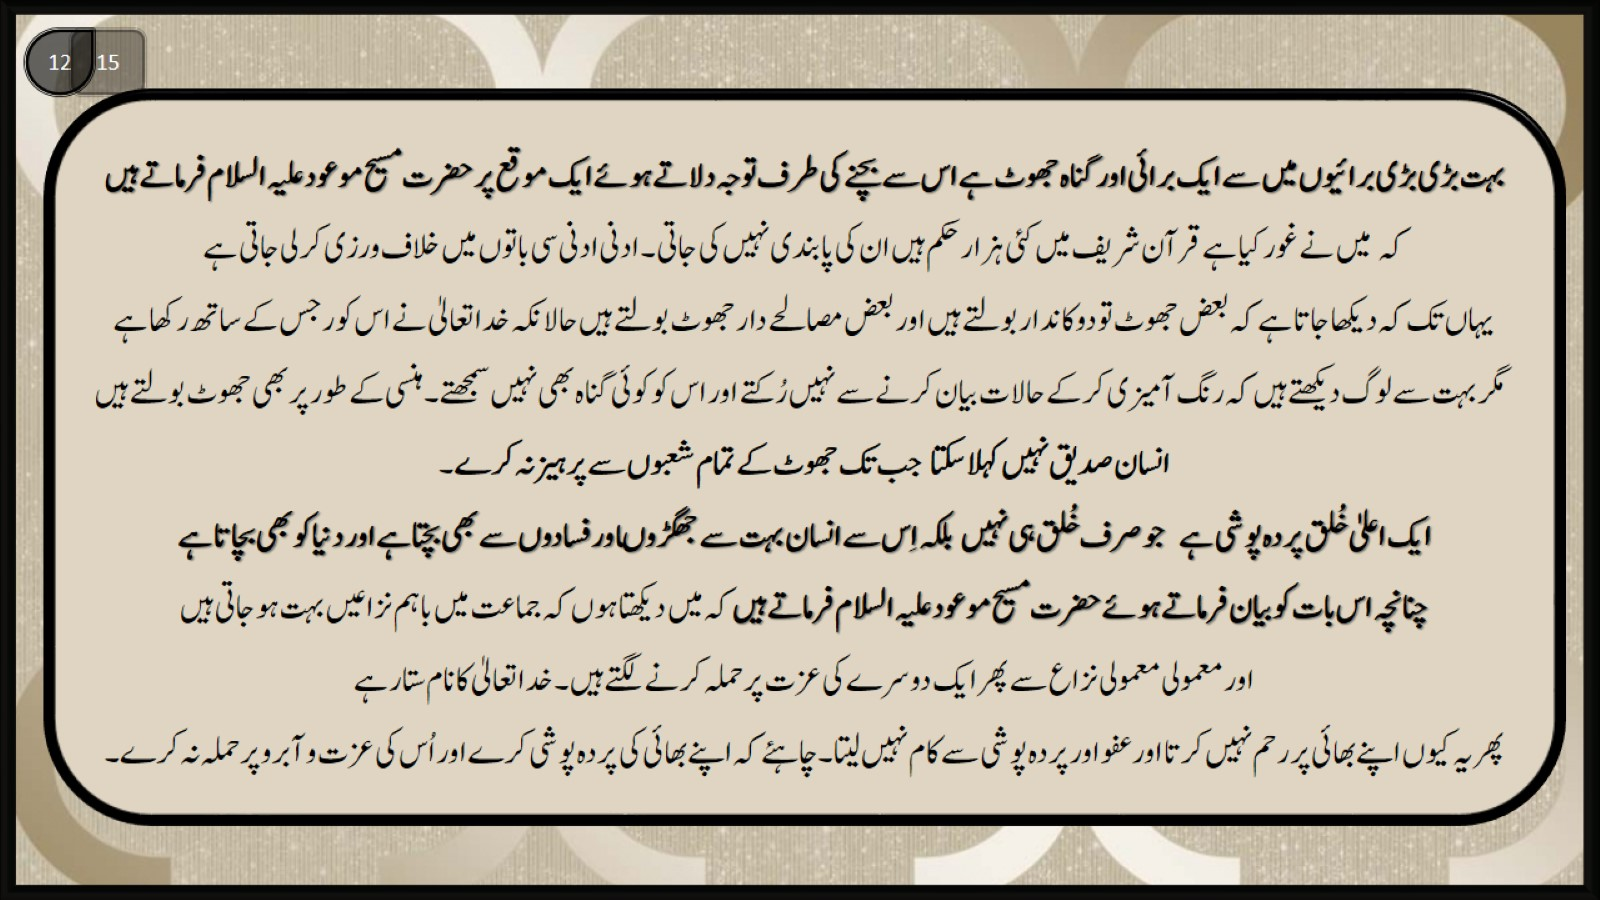 12 15
بہت بڑی بڑی برائیوں میں سے ایک برائی اور گناہ جھوٹ ہے اس سے بچنے کی طرف توجہ دلاتے ہوئے ایک موقع پر حضرت مسیح موعود علیہ السلام فرماتے ہیں
کہ میں نے غور کیا ہے قرآن شریف میں کئی ہزار حکم ہیں ان کی پابندی نہیں کی جاتی۔ ادنی ادنی سی باتوں میں خلاف ورزی کرلی جاتی ہے
یہاں تک کہ دیکھا جاتا ہے کہ بعض جھوٹ تو دوکاندار بولتے ہیں اور بعض مصالحے دار جھوٹ بولتے ہیں حالانکہ خدا تعالیٰ نے اس کو رجس کے ساتھ رکھا ہے
مگر بہت سے لوگ دیکھتے ہیں کہ رنگ آمیزی کرکے حالات بیان کرنے سے نہیں رُکتے اور اس کو کوئی گناہ بھی نہیں سمجھتے۔ ہنسی کے طور پر بھی جھوٹ بولتے ہیں
انسان صدیق نہیں کہلا سکتا جب تک جھوٹ کے تمام شعبوں سے پرہیز نہ کرے۔
ایک اعلیٰ خُلق پردہ پوشی ہے جو صرف خُلق ہی نہیں بلکہ اِس سے انسان بہت سے جھگڑوں اور فسادوں سے بھی بچتا ہے اور دنیا کو بھی بچاتا ہے
چنانچہ اس بات کو بیان فرماتے ہوئے حضرت مسیح موعود علیہ السلام فرماتے ہیں کہ میں دیکھتا ہوں کہ جماعت میں باہم نزاعیں بہت ہو جاتی ہیں
اور معمولی معمولی نزاع سے پھر ایک دوسرے کی عزت پر حملہ کرنے لگتے ہیں۔ خدا تعالیٰ کا نام ستار ہے
پھر یہ کیوں اپنے بھائی پر رحم نہیں کرتا اور عفو اور پردہ پوشی سے کام نہیں لیتا۔ چاہئے کہ اپنے بھائی کی پردہ پوشی کرے اور اُس کی عزت و آبرو پر حملہ نہ کرے۔